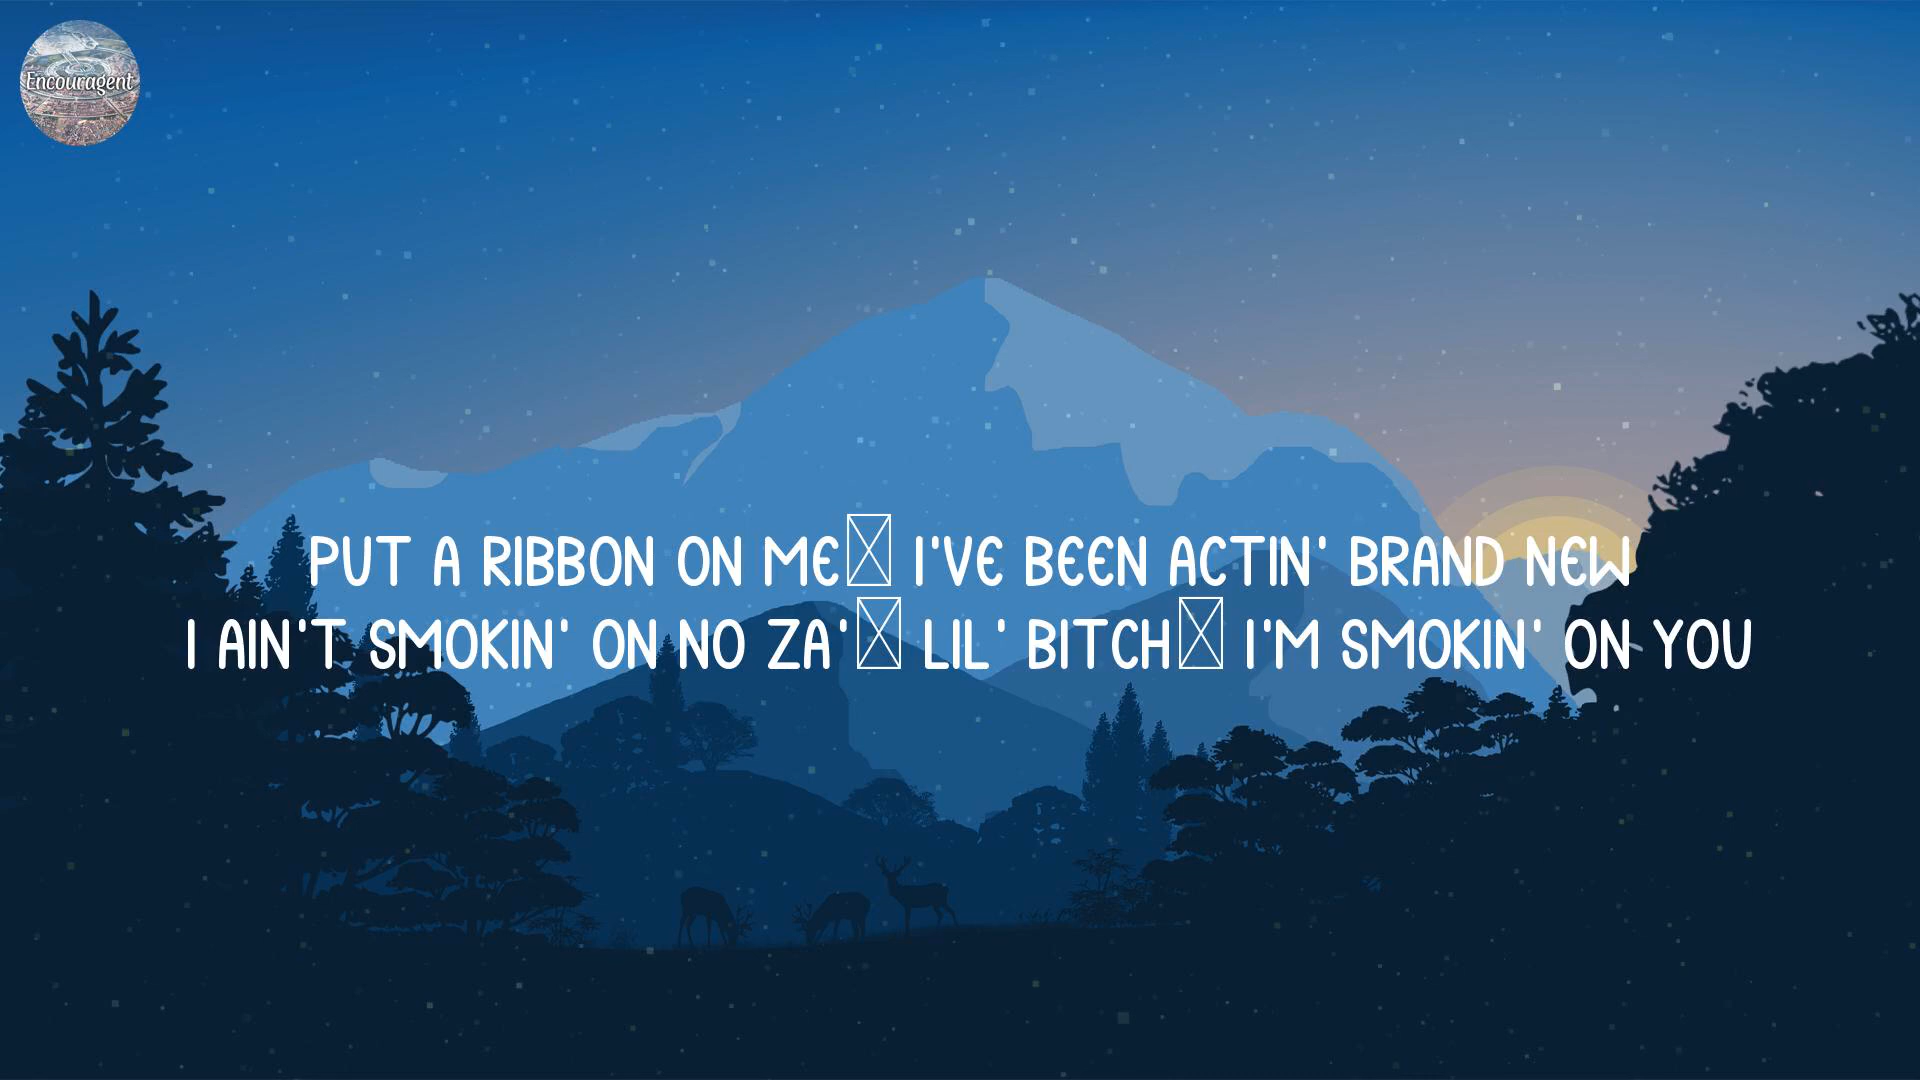 Encouragent
PUT A RIBBON ON ME☒ I'VE BEEN ACTIN' BRAND NEW
I AIN'T SMOKIN' ON NO ZA'☒ LIL' BITCH☒ I'M SMOKIN' ON YOU